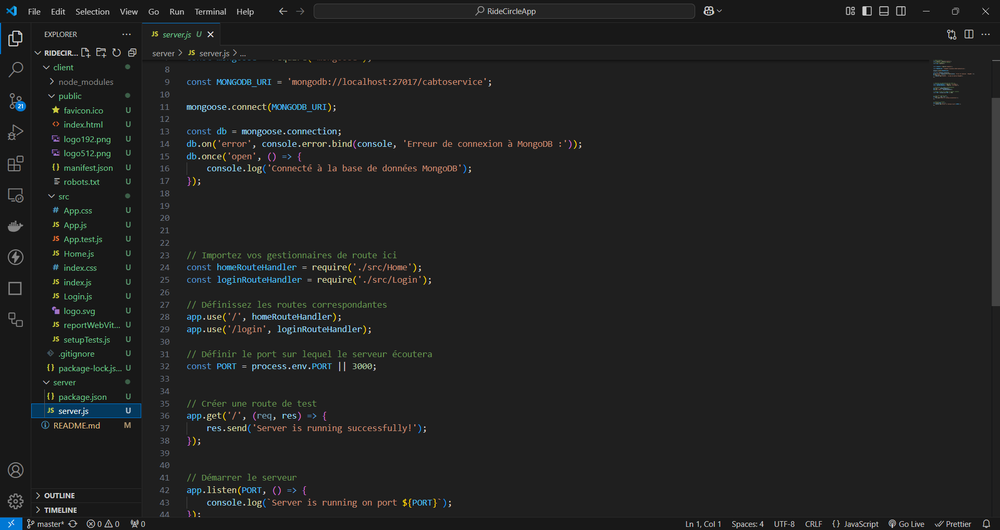 File Edit Selection View Go Run Terminal Help
RideCircleApp
EXPLORER
RIDECIR...
client
node_modules
public
favicon.ico U
index.html U
logo192.png U
logo512.png U
manifest.json U
robots.txt U
src
App.css U
App.js U
App.test.js U
Home.js U
index.css U
index.js U
Login.js U
logo.svg U
reportWebVit... U
setupTests.js U
.gitignore U
package-lock.js... U
server
package.json U
server.js U
README.md M
OUTLINE
TIMELINE
21
JS server.js U
server > JS server.js > ...
8
9 const MONGODB_URI = 'mongodb://localhost:27017/cabtoservice';
10
11 mongoose.connect(MONGODB_URI);
12
13 const db = mongoose.connection;
14 db.on('error', console.error.bind(console, 'Erreur de connexion à MongoDB :'));
15 db.once('open', () => {
16 console.log('Connecté à la base de données MongoDB');
17 });
18
19
20
21
22
23 // Importez vos gestionnaires de route ici
24 const homeRouteHandler = require('./src/Home');
25 const loginRouteHandler = require('./src/Login');
26
27 // Définissez les routes correspondantes
28 app.use('/', homeRouteHandler);
29 app.use('/login', loginRouteHandler);
30
31 // Définir le port sur lequel le serveur écoutera
32 const PORT = process.env.PORT || 3000;
33
34
35 // Créer une route de test
36 app.get('/', (req, res) => {
37 res.send('Server is running successfully!');
38 });
39
40
41 // Démarrer le serveur
42 app.listen(PORT, () => {
43 console.log(`Server is running on port ${PORT}`);
44 });
master* 0 0 0
Ln 1, Col 1 Spaces: 4 UTF-8 CRLF {} JavaScript Go Live Prettier